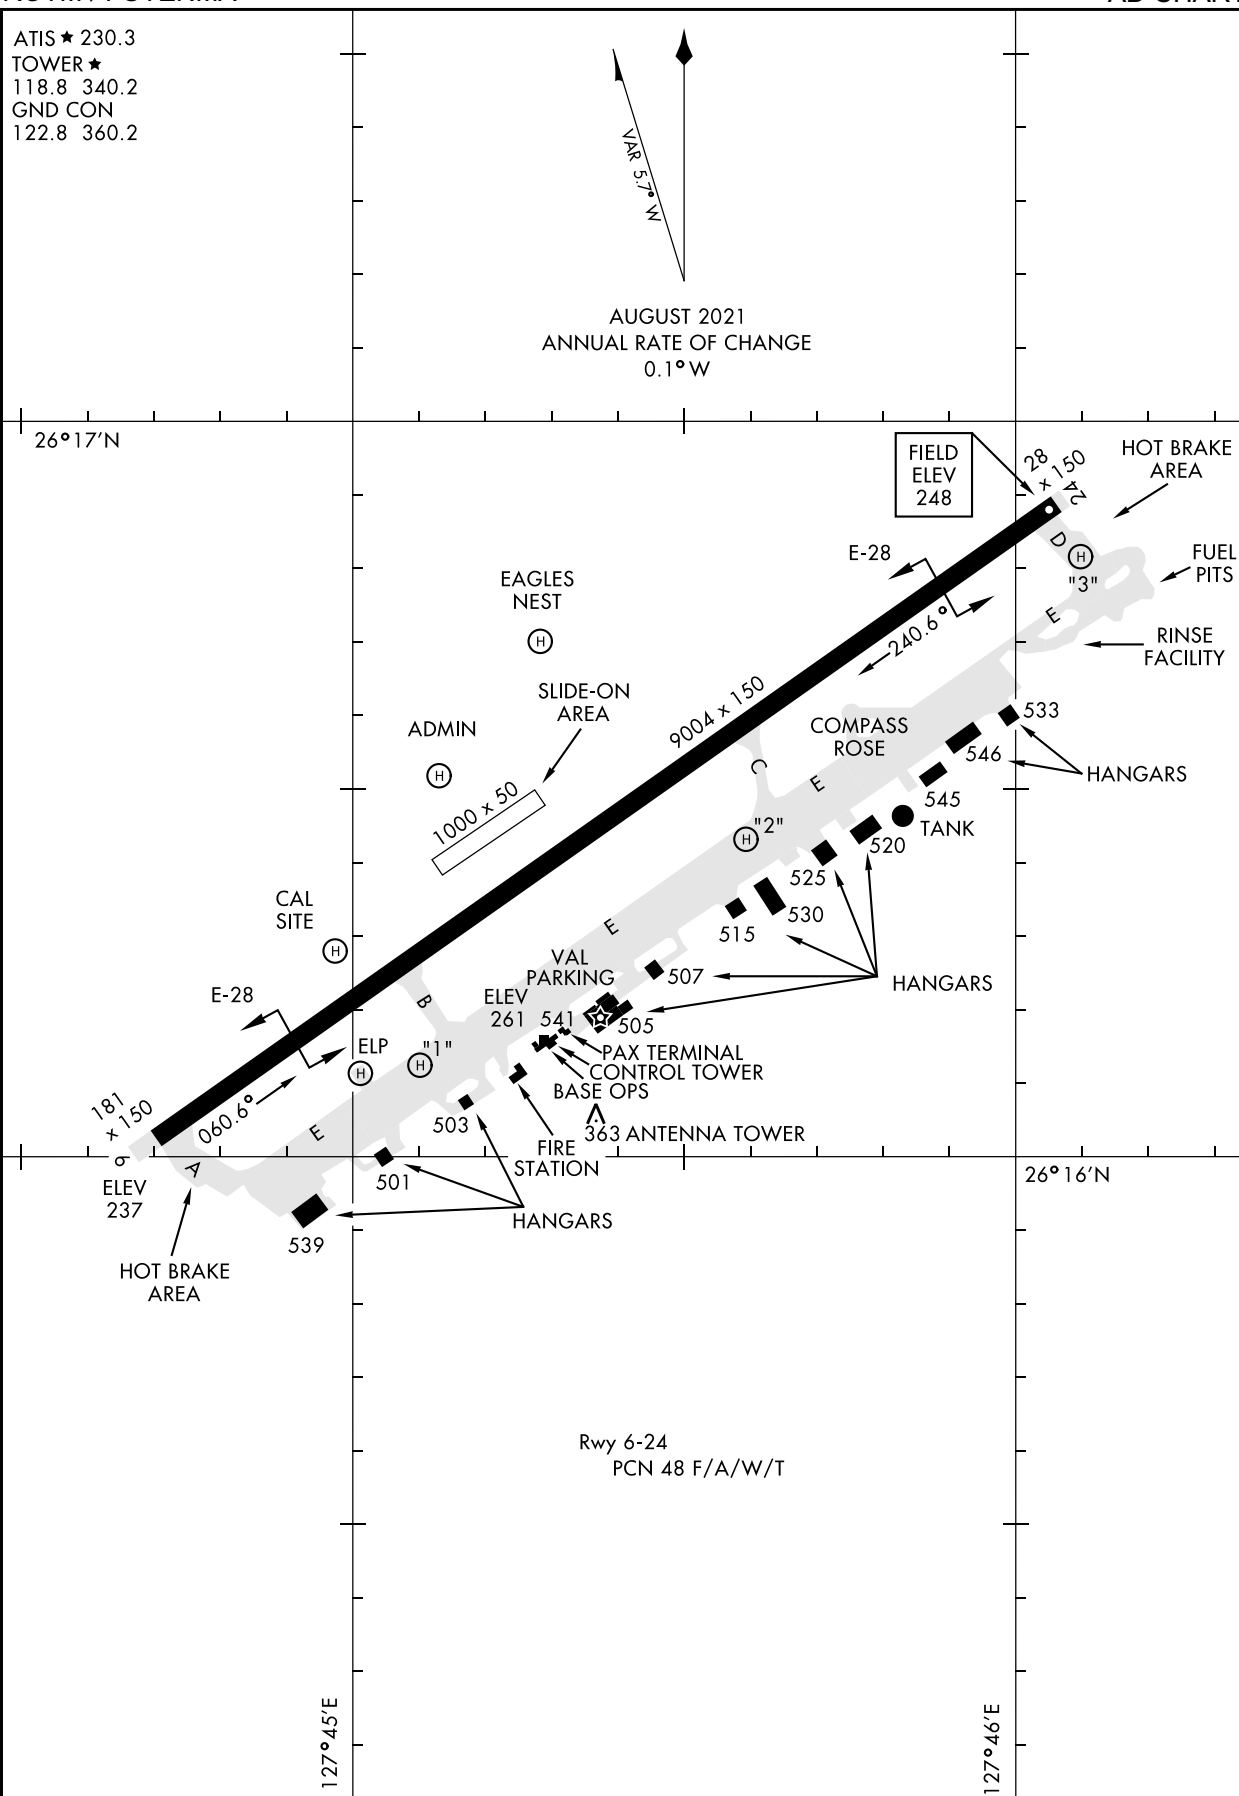 ATIS ★ 230.3
TOWER ★
118.8 340.2
GND CON
122.8 360.2
VAR 5.7° W
AUGUST 2021
ANNUAL RATE OF CHANGE
0.1° W
26°17'N
FIELD
ELEV
248
28
x 150
24
HOT BRAKE
AREA
E-28
D
H
"3"
FUEL
PITS
EAGLES
NEST
H
E
240.6°
RINSE
FACILITY
SLIDE-ON
AREA
9004 x 150
533
ADMIN
H
COMPASS
ROSE
546
C
E
HANGARS
1000 x 50
545
TANK
H
"2"
520
525
CAL
SITE
H
530
515
E
VAL
PARKING
507
HANGARS
E-28
B
ELEV
261
541
505
ELP
H
"1"
H
PAX TERMINAL
CONTROL TOWER
BASE OPS
181
x 150
060.6°
503
363 ANTENNA TOWER
E
FIRE
STATION
6
A
26°16'N
ELEV
237
501
HANGARS
539
HOT BRAKE
AREA
Rwy 6-24
PCN 48 F/A/W/T
127°45'E
127°46'E